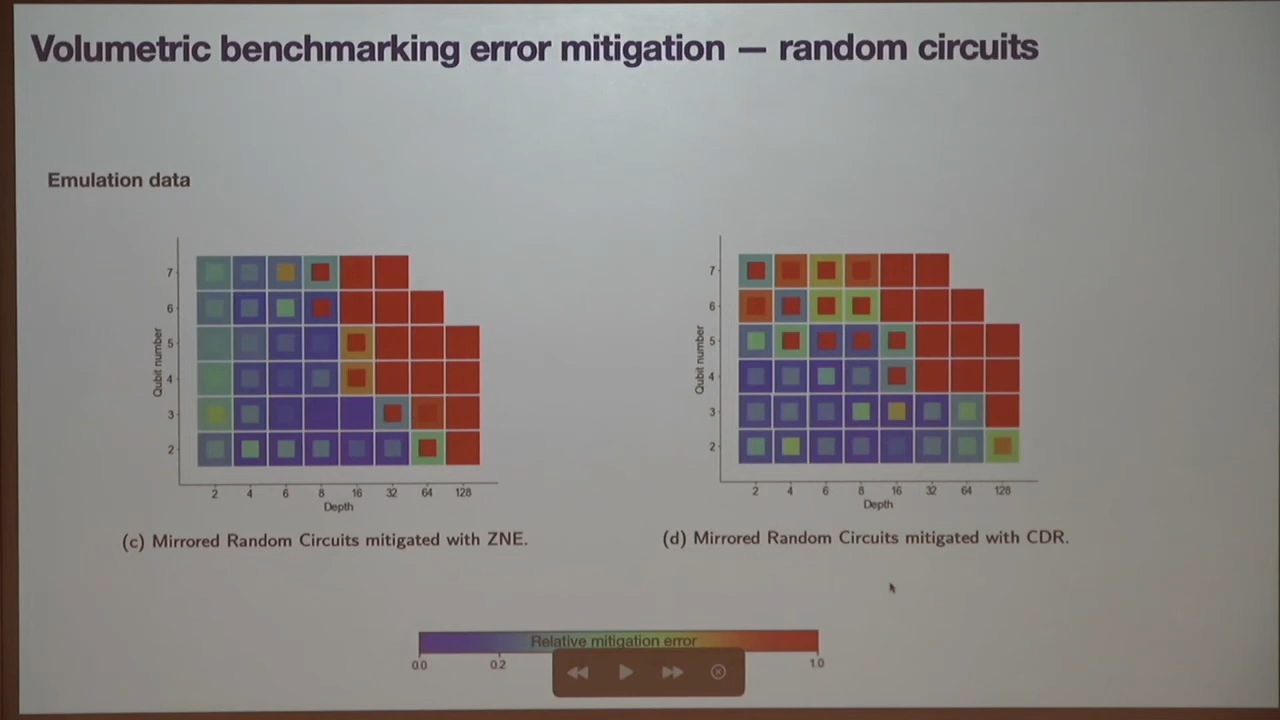 Volumetric benchmarking error mitigation — random circuits
Emulation data
Qubit number
7
6
5
4
3
2
2 4 6 8 16 32 64 128
Depth
(c) Mirrored Random Circuits mitigated with ZNE.
Qubit number
7
6
5
4
3
2
2 4 6 8 16 32 64 128
Depth
(d) Mirrored Random Circuits mitigated with CDR.
Relative mitigation error
0.0 0.2 1.0